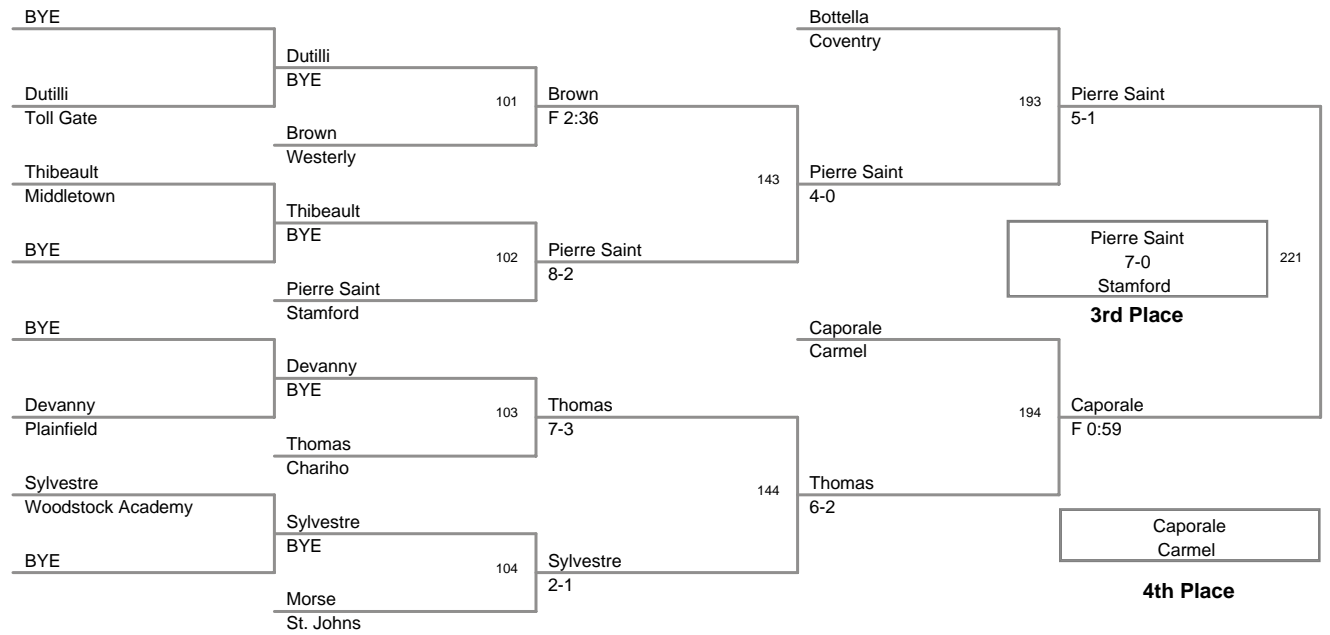 BYE
Dutilli
Toll Gate
Thibeault
Middletown
BYE
BYE
Devanny
Plainfield
Sylvestre
Woodstock Academy
BYE
Dutilli
BYE
101
Brown
Westerly
Thibeault
BYE
102
Pierre Saint
Stamford
Devanny
BYE
103
Thomas
Chariho
Sylvestre
BYE
104
Morse
St. Johns
Brown
F 2:36
143
Pierre Saint
8-2
Thomas
7-3
144
Sylvestre
2-1
Bottella
Coventry
193
Pierre Saint
4-0
Caporale
Carmel
194
Thomas
6-2
Pierre Saint
5-1
Pierre Saint
7-0
Stamford
221
3rd Place
Caporale
F 0:59
Caporale
Carmel
4th Place